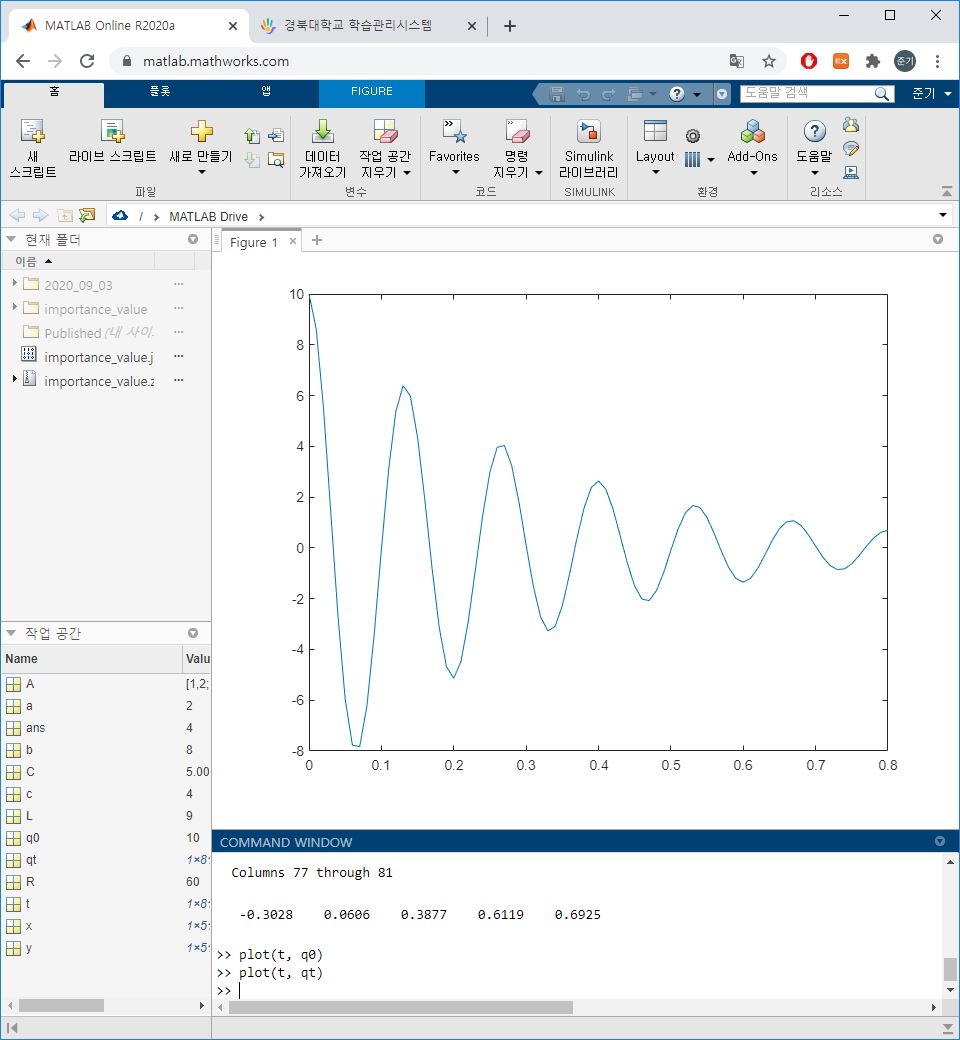 MATLAB Online R2020a
경북대학교 학습관리시스템
matlab.mathworks.com
준기
홈 플롯 앱 FIGURE
도움말 검색
준기
새 스크립트
라이브 스크립트
새로 만들기
데이터 가져오기
작업 공간 지우기
Favorites
명령 지우기
Simulink 라이브러리
Layout
Add-Ons
도움말
파일 변수 코드 SIMULINK 환경 리소스
/ MATLAB Drive
현재 폴더
이름
2020_09_03 ...
importance_value ...
Published (내 사이. ...
importance_value.j ...
importance_value.z ...
작업 공간
Name Valu
A [1,2;
a 2
ans 4
b 8
C 5.00
c 4
L 9
q0 10
qt 1×8
R 60
t 1×8
x 1×5
y 1×5
Figure 1
10
8
6
4
2
0
-2
-4
-6
-8
0 0.1 0.2 0.3 0.4 0.5 0.6 0.7 0.8
COMMAND WINDOW
Columns 77 through 81
-0.3028 0.0606 0.3877 0.6119 0.6925
>> plot(t, q0)
>> plot(t, qt)
>>